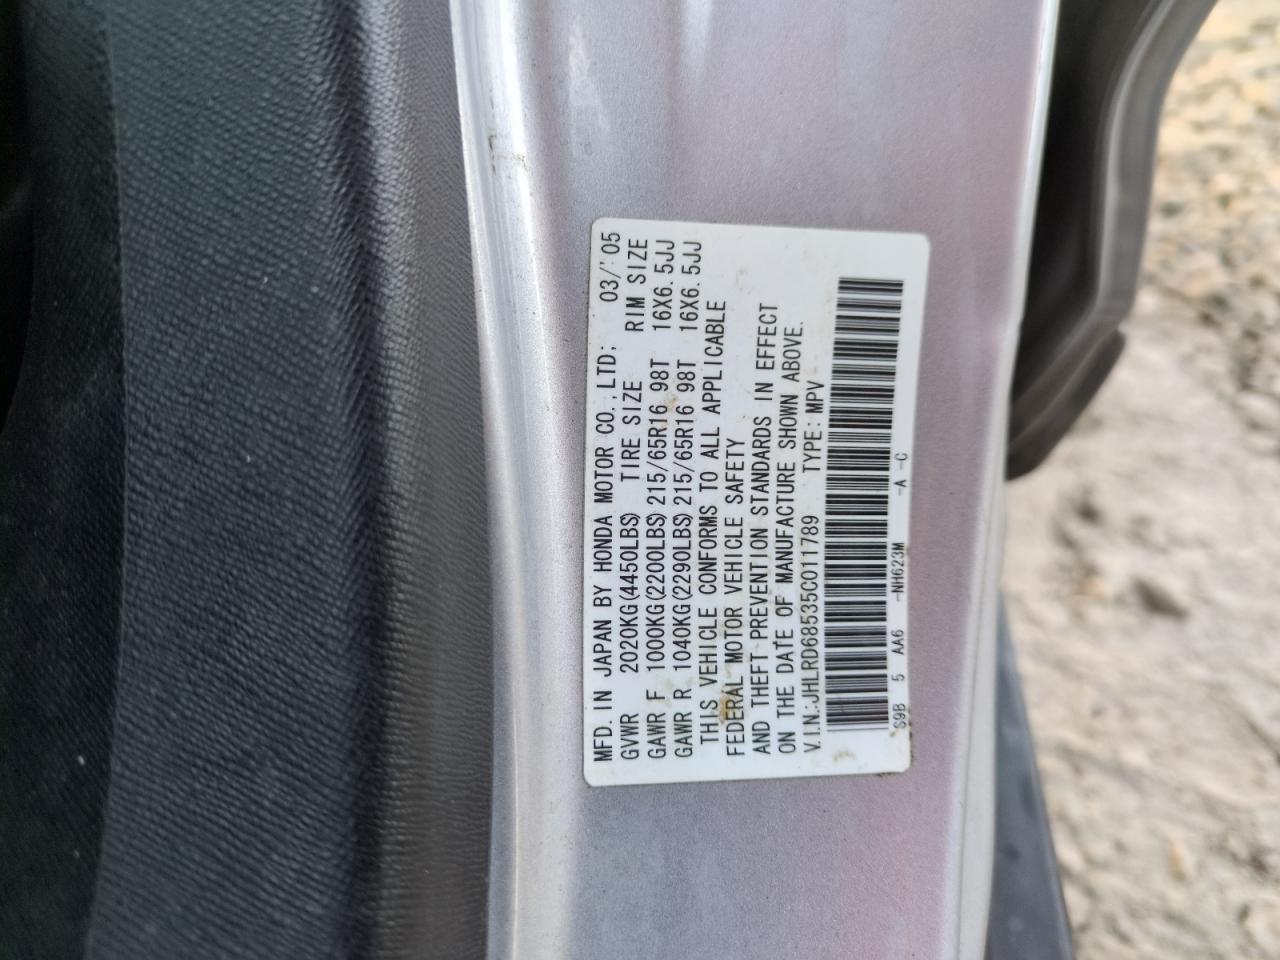 MFD. IN JAPAN BY HONDA MOTOR CO., LTD; 03/'05
GVWR 2020KG(4450LBS) TIRE SIZE RIM SIZE
GAWR F 1000KG(2200LBS) 215/65R16 98T 16X6.5JJ
GAWR R 1040KG(2290LBS) 215/65R16 98T 16X6.5JJ
THIS VEHICLE CONFORMS TO ALL APPLICABLE
FEDERAL MOTOR VEHICLE SAFETY
AND THEFT PREVENTION STANDARDS IN EFFECT
ON THE DATE OF MANUFACTURE SHOWN ABOVE.
V.I.N.:JHLRD68535C011789 TYPE:MPV
S9B 5 AA6 -NH623M -A -C